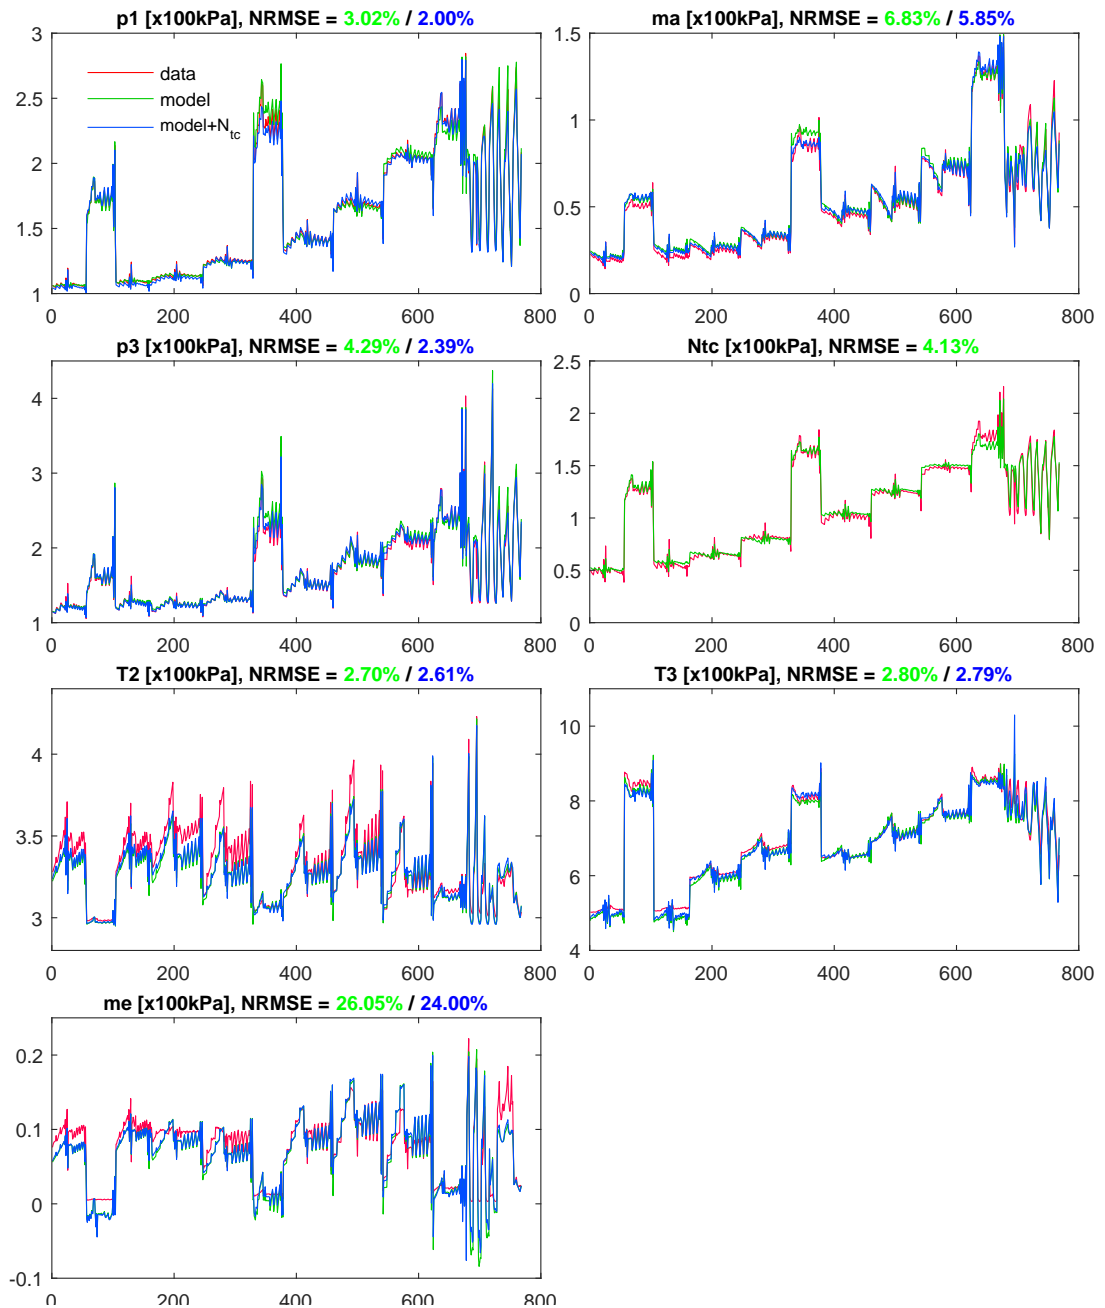 p1 [x100kPa], NRMSE = 3.02% / 2.00%
3
2.5
2
1.5
1
data
model
model+N_tc
0 200 400 600 800
ma [x100kPa], NRMSE = 6.83% / 5.85%
1.5
1
0.5
0
0 200 400 600 800
p3 [x100kPa], NRMSE = 4.29% / 2.39%
4
3
2
1
0 200 400 600 800
Ntc [x100kPa], NRMSE = 4.13%
2.5
2
1.5
1
0.5
0
0 200 400 600 800
T2 [x100kPa], NRMSE = 2.70% / 2.61%
4
3.5
3
0 200 400 600 800
T3 [x100kPa], NRMSE = 2.80% / 2.79%
10
8
6
4
0 200 400 600 800
me [x100kPa], NRMSE = 26.05% / 24.00%
0.2
0.1
0
-0.1
0 200 400 600 800